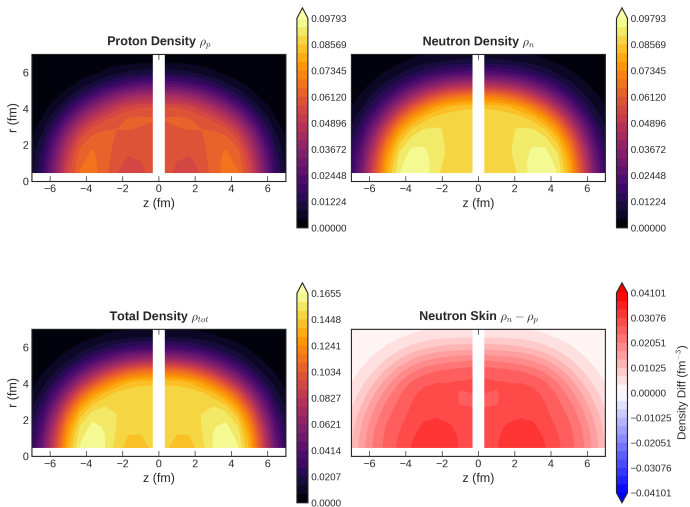 Proton Density ρp
Neutron Density ρn
r (fm)
6
4
2
0
−6 −4 −2 0 2 4 6
z (fm)
0.09793
0.08569
0.07345
0.06120
0.04896
0.03672
0.02448
0.01224
0.00000
−6 −4 −2 0 2 4 6
z (fm)
0.09793
0.08569
0.07345
0.06120
0.04896
0.03672
0.02448
0.01224
0.00000
Total Density ρtot
Neutron Skin ρn − ρp
r (fm)
6
4
2
0
−6 −4 −2 0 2 4 6
z (fm)
0.1655
0.1448
0.1241
0.1034
0.0827
0.0621
0.0414
0.0207
0.0000
−6 −4 −2 0 2 4 6
z (fm)
0.04101
0.03076
0.02051
0.01025
0.00000
−0.01025
−0.02051
−0.03076
−0.04101
Density Diff (fm−3)